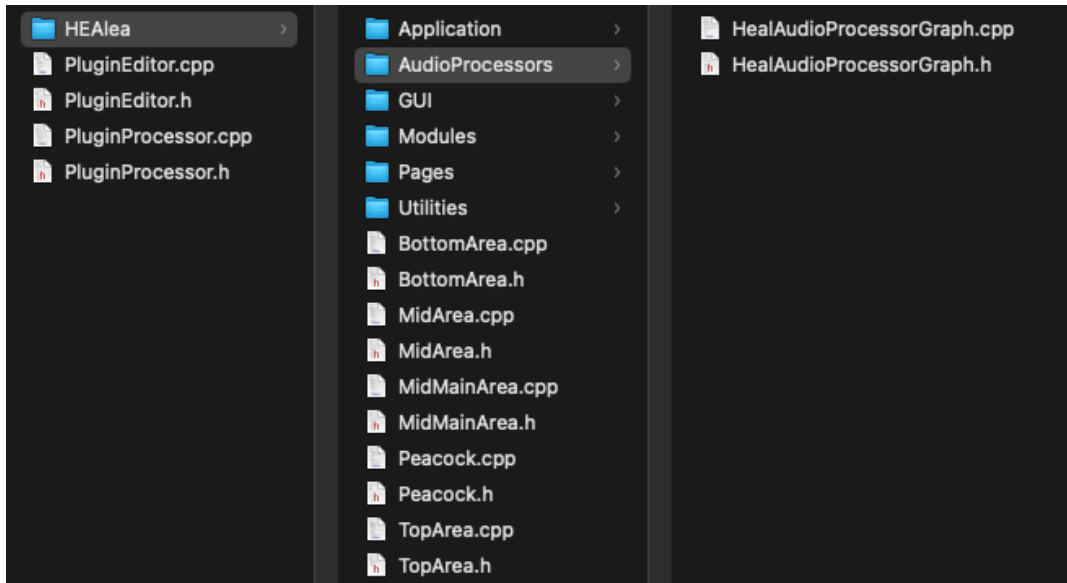 HEAlea
PluginEditor.cpp
PluginEditor.h
PluginProcessor.cpp
PluginProcessor.h
Application
AudioProcessors
GUI
Modules
Pages
Utilities
BottomArea.cpp
BottomArea.h
MidArea.cpp
MidArea.h
MidMainArea.cpp
MidMainArea.h
Peacock.cpp
Peacock.h
TopArea.cpp
TopArea.h
HealAudioProcessorGraph.cpp
HealAudioProcessorGraph.h